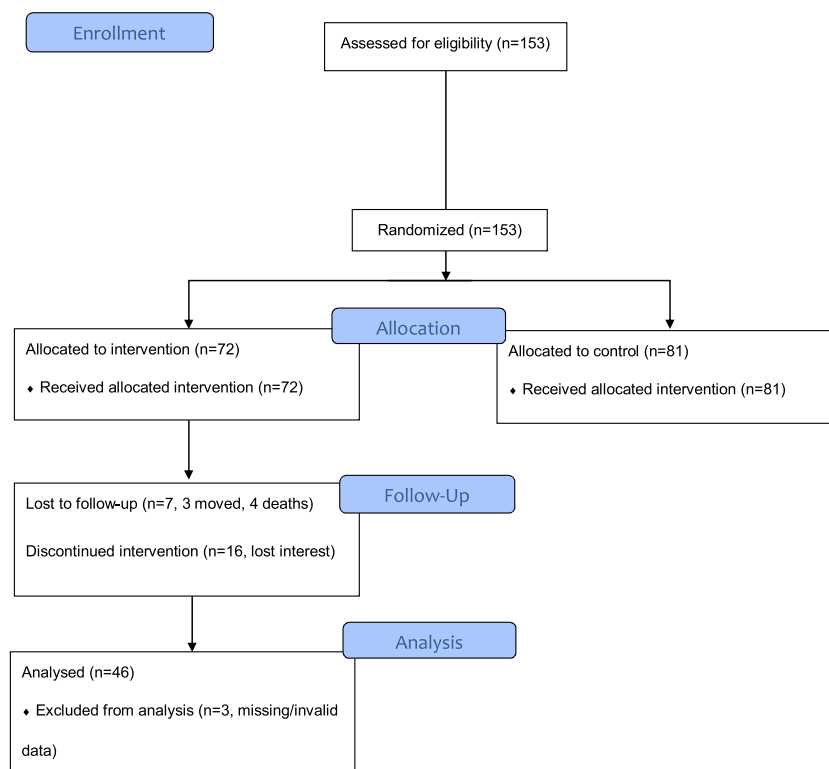 Enrollment
Assessed for eligibility (n=153)
Randomized (n=153)
Allocation
Allocated to intervention (n=72)
♦ Received allocated intervention (n=72)
Allocated to control (n=81)
♦ Received allocated intervention (n=81)
Follow-Up
Lost to follow-up (n=7, 3 moved, 4 deaths)
Discontinued intervention (n=16, lost interest)
Analysis
Analysed (n=46)
♦ Excluded from analysis (n=3, missing/invalid
data)